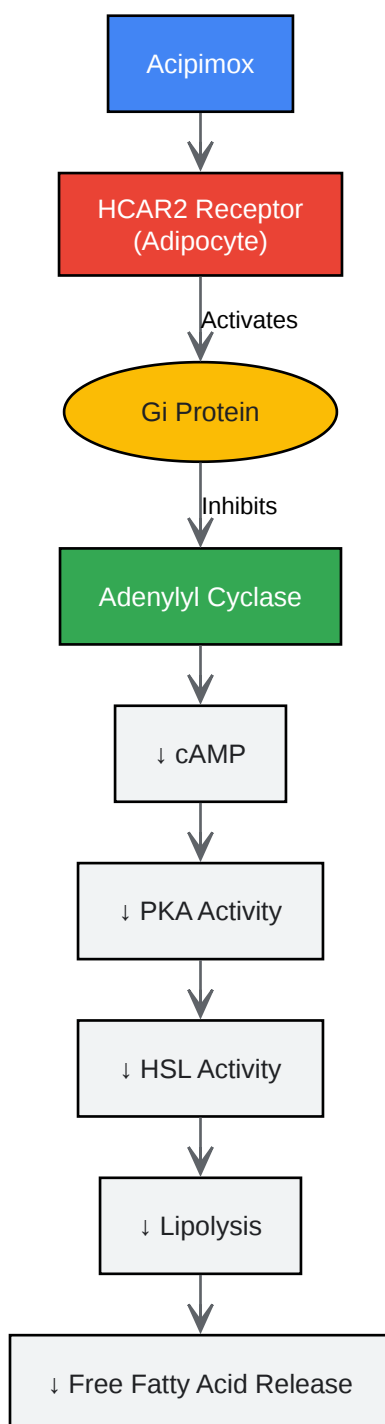 Acipimox
HCAR2 Receptor
(Adipocyte)
Activates
Gi Protein
Inhibits
Adenylyl Cyclase
↓ cAMP
↓ PKA Activity
↓ HSL Activity
↓ Lipolysis
↓ Free Fatty Acid Release